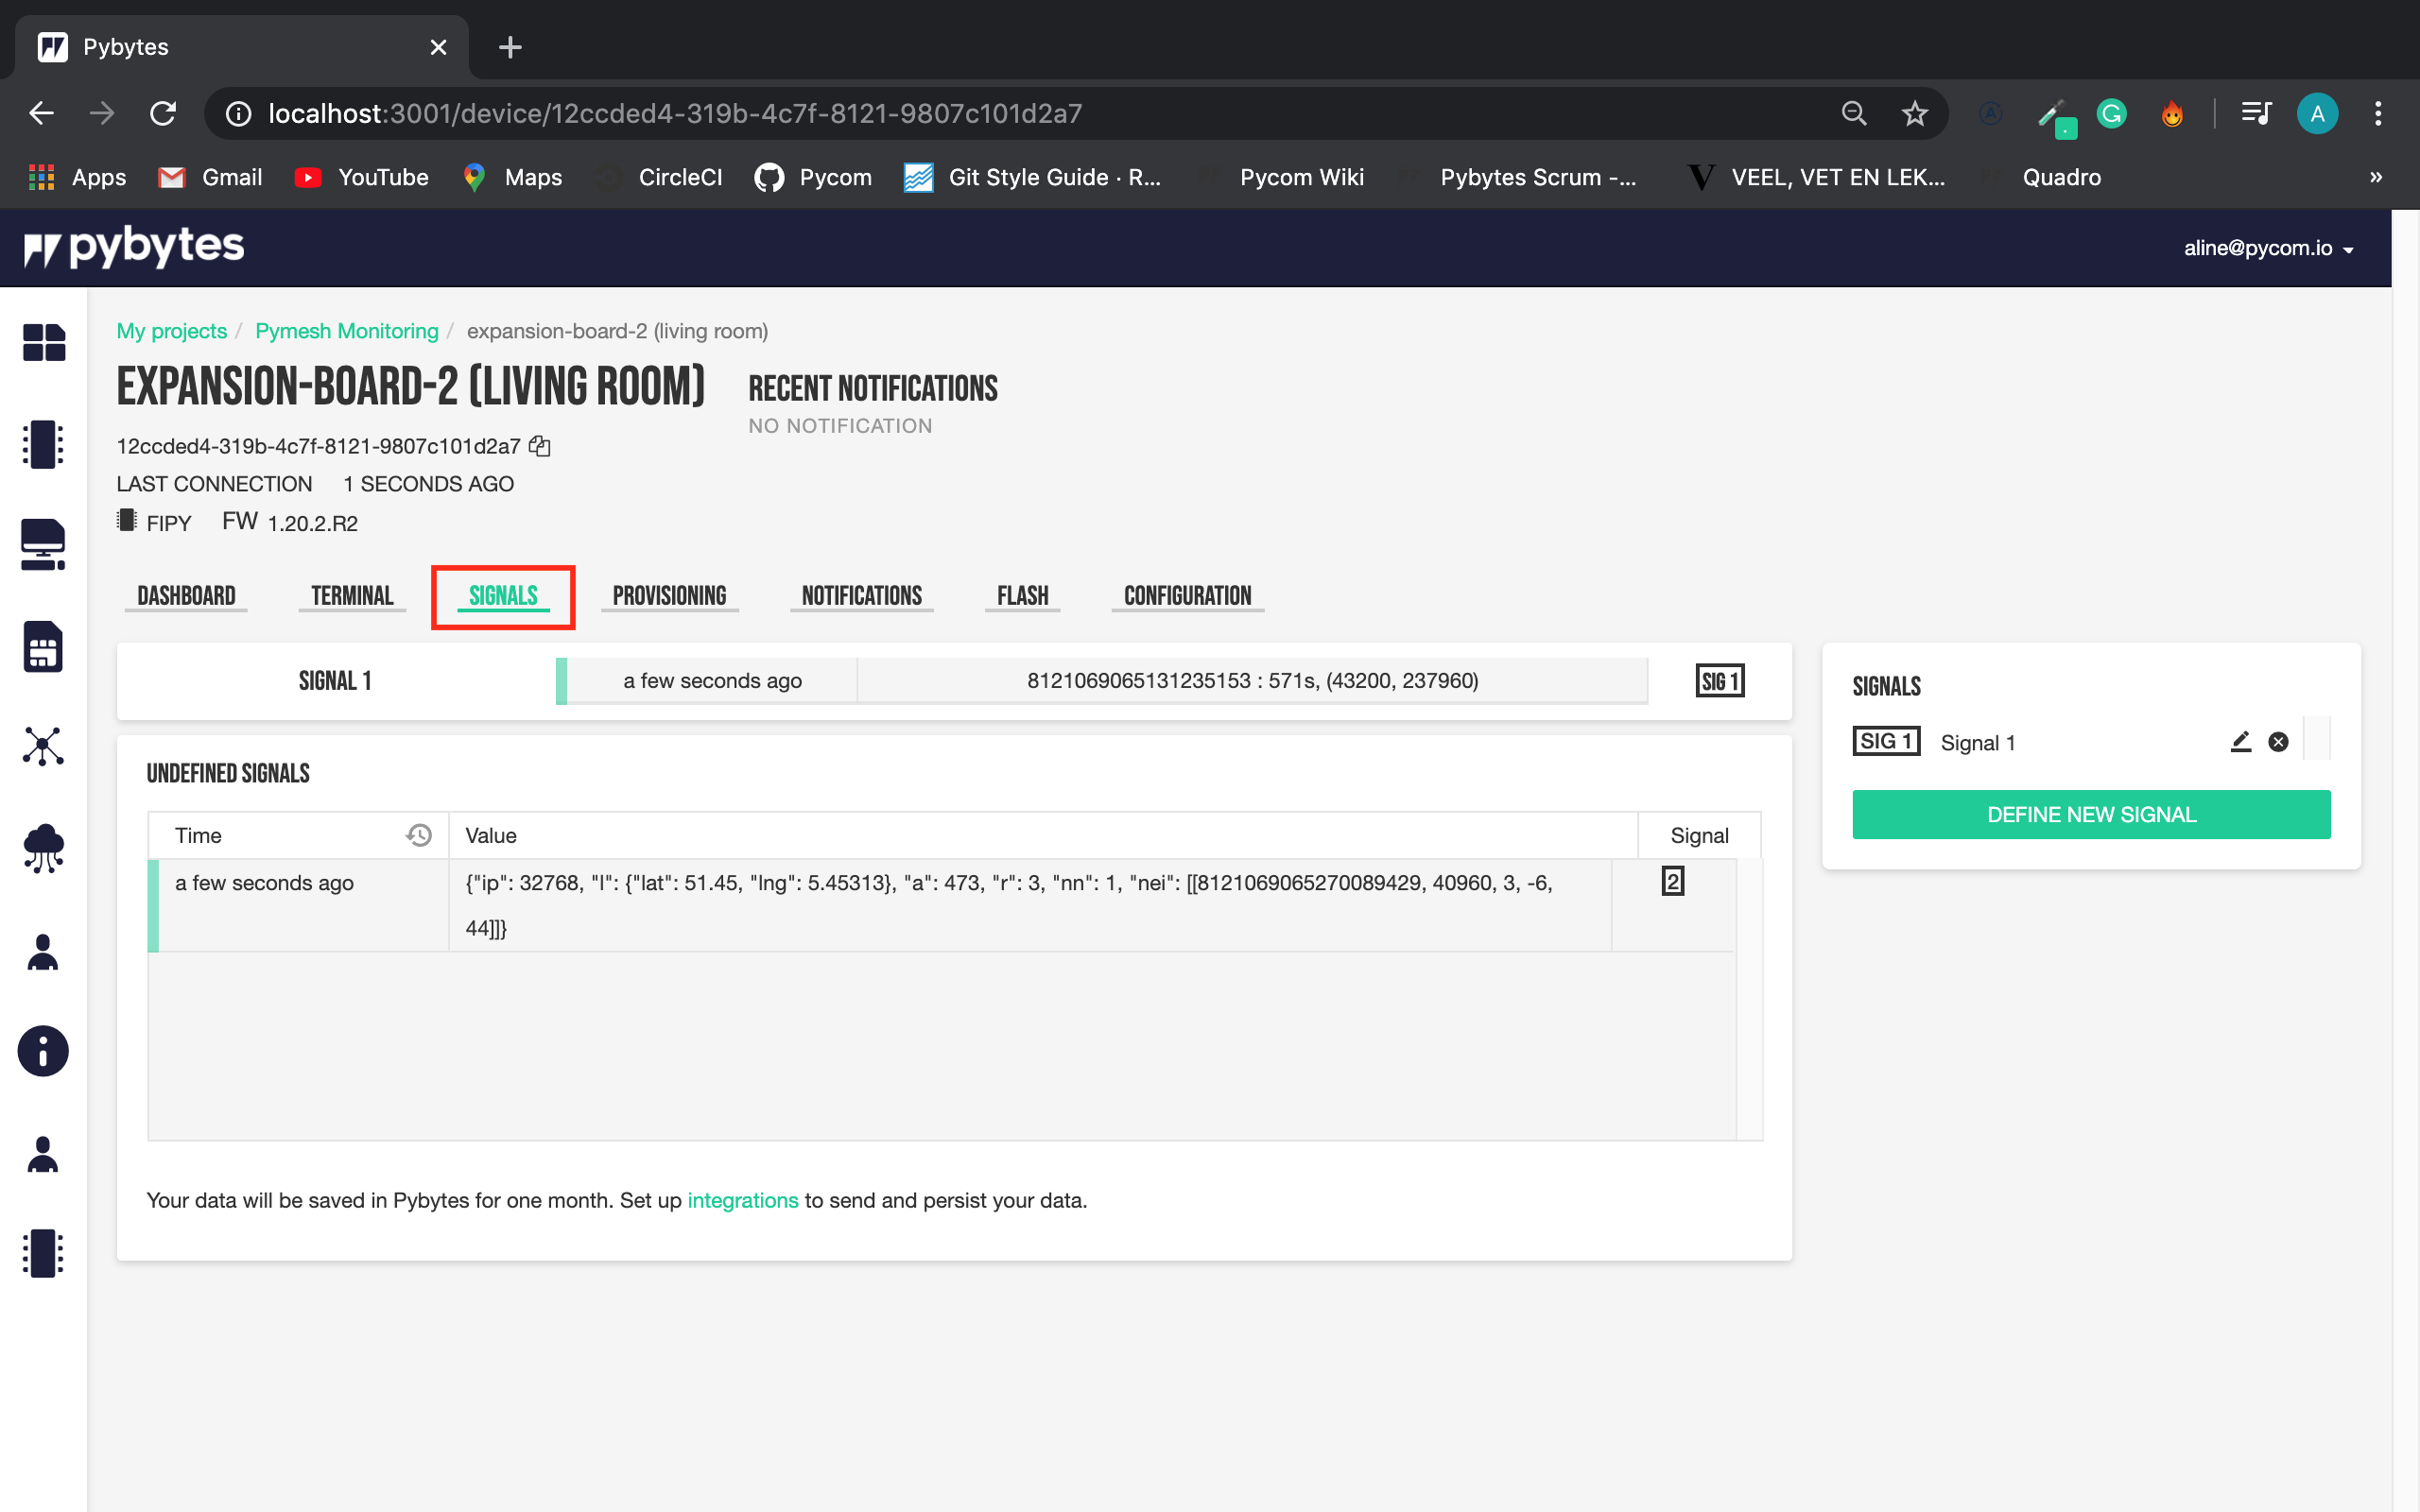 Pybytes
localhost:3001/device/12ccded4-319b-4c7f-8121-9807c101d2a7
A
Apps Gmail YouTube Maps CircleCI Pycom Git Style Guide · R... Pycom Wiki Pybytes Scrum -... VEEL, VET EN LEK... Quadro »
pybytes
aline@pycom.io
My projects / Pymesh Monitoring / expansion-board-2 (living room)
EXPANSION-BOARD-2 (LIVING ROOM)
RECENT NOTIFICATIONS
NO NOTIFICATION
12ccded4-319b-4c7f-8121-9807c101d2a7
LAST CONNECTION 1 SECONDS AGO
FIPY FW 1.20.2.R2
DASHBOARD TERMINAL SIGNALS PROVISIONING NOTIFICATIONS FLASH CONFIGURATION
SIGNAL 1 a few seconds ago 8121069065131235153 : 571s, (43200, 237960) SIG 1
UNDEFINED SIGNALS
Time Value Signal
a few seconds ago {"ip": 32768, "l": {"lat": 51.45, "lng": 5.45313}, "a": 473, "r": 3, "nn": 1, "nei": [[8121069065270089429, 40960, 3, -6, 2
44]]}
Your data will be saved in Pybytes for one month. Set up integrations to send and persist your data.
SIGNALS
SIG 1 Signal 1
DEFINE NEW SIGNAL